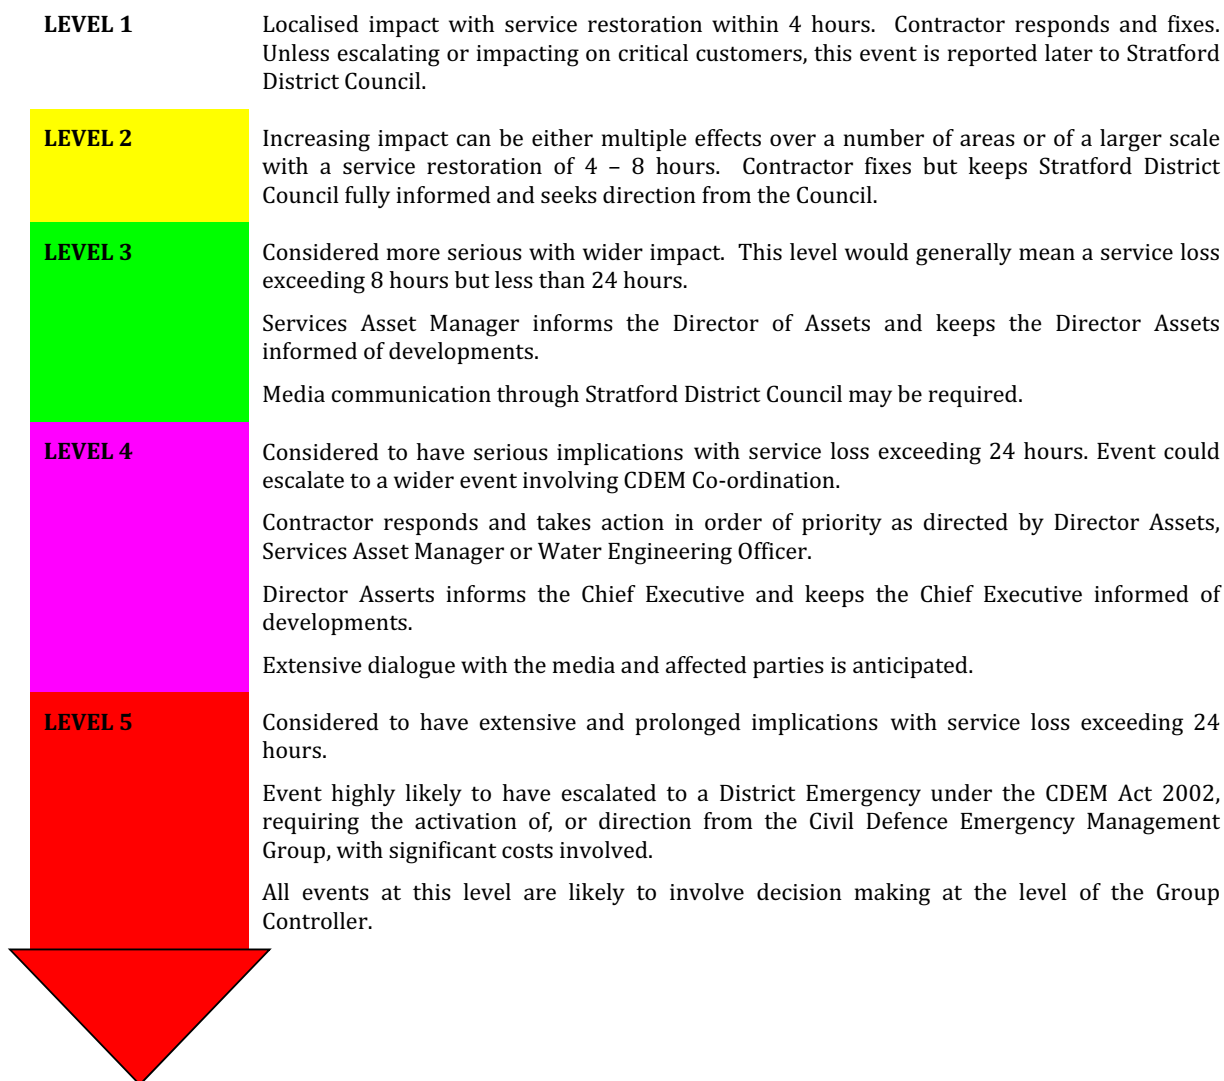 LEVEL 1
Localised impact with service restoration within 4 hours. Contractor responds and fixes.
Unless escalating or impacting on critical customers, this event is reported later to Stratford
District Council.
LEVEL 2
Increasing impact can be either multiple effects over a number of areas or of a larger scale
with a service restoration of 4 – 8 hours. Contractor fixes but keeps Stratford District
Council fully informed and seeks direction from the Council.
LEVEL 3
Considered more serious with wider impact. This level would generally mean a service loss
exceeding 8 hours but less than 24 hours.
Services Asset Manager informs the Director of Assets and keeps the Director Assets
informed of developments.
Media communication through Stratford District Council may be required.
LEVEL 4
Considered to have serious implications with service loss exceeding 24 hours. Event could
escalate to a wider event involving CDEM Co-ordination.
Contractor responds and takes action in order of priority as directed by Director Assets,
Services Asset Manager or Water Engineering Officer.
Director Asserts informs the Chief Executive and keeps the Chief Executive informed of
developments.
Extensive dialogue with the media and affected parties is anticipated.
LEVEL 5
Considered to have extensive and prolonged implications with service loss exceeding 24
hours.
Event highly likely to have escalated to a District Emergency under the CDEM Act 2002,
requiring the activation of, or direction from the Civil Defence Emergency Management
Group, with significant costs involved.
All events at this level are likely to involve decision making at the level of the Group
Controller.